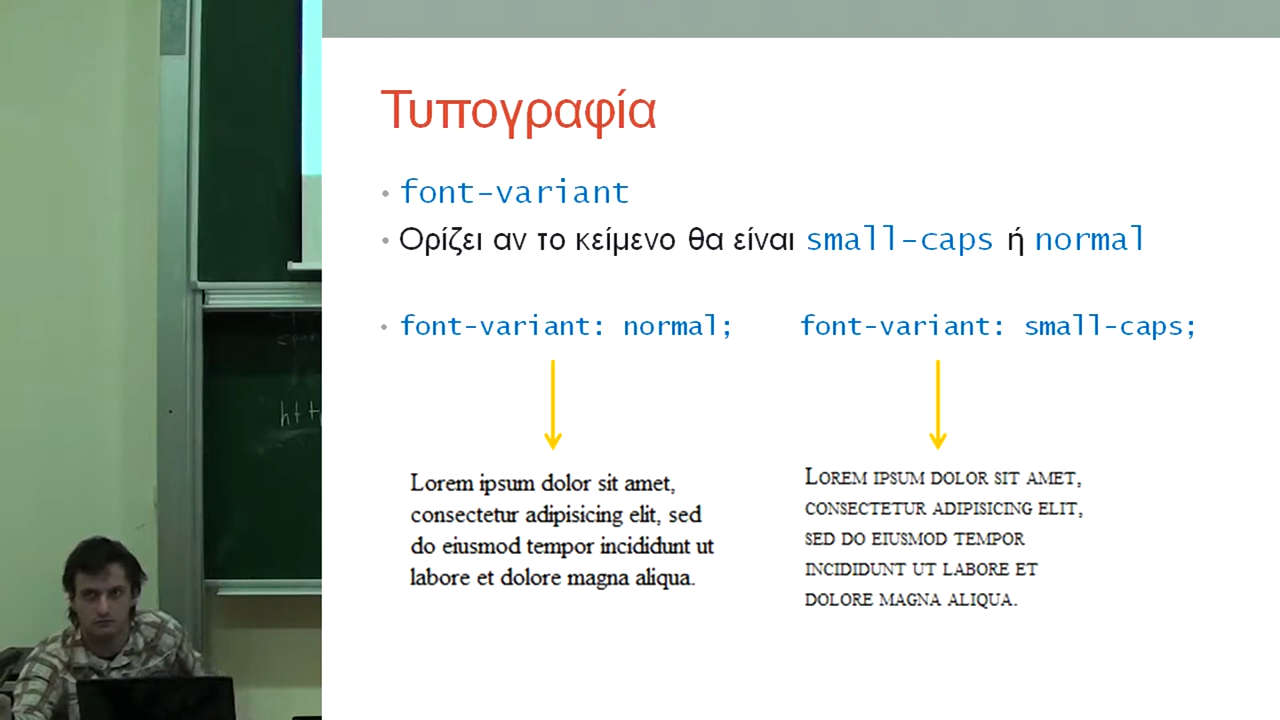 Τυπογραφία
• font-variant
• Ορίζει αν το κείμενο θα είναι small-caps ή normal
• font-variant: normal; font-variant: small-caps;
Lorem ipsum dolor sit amet,
consectetur adipisicing elit, sed
do eiusmod tempor incididunt ut
labore et dolore magna aliqua.
LOREM IPSUM DOLOR SIT AMET,
CONSECTETUR ADIPISICING ELIT,
SED DO EIUSMOD TEMPOR
INCIDIDUNT UT LABORE ET
DOLORE MAGNA ALIQUA.